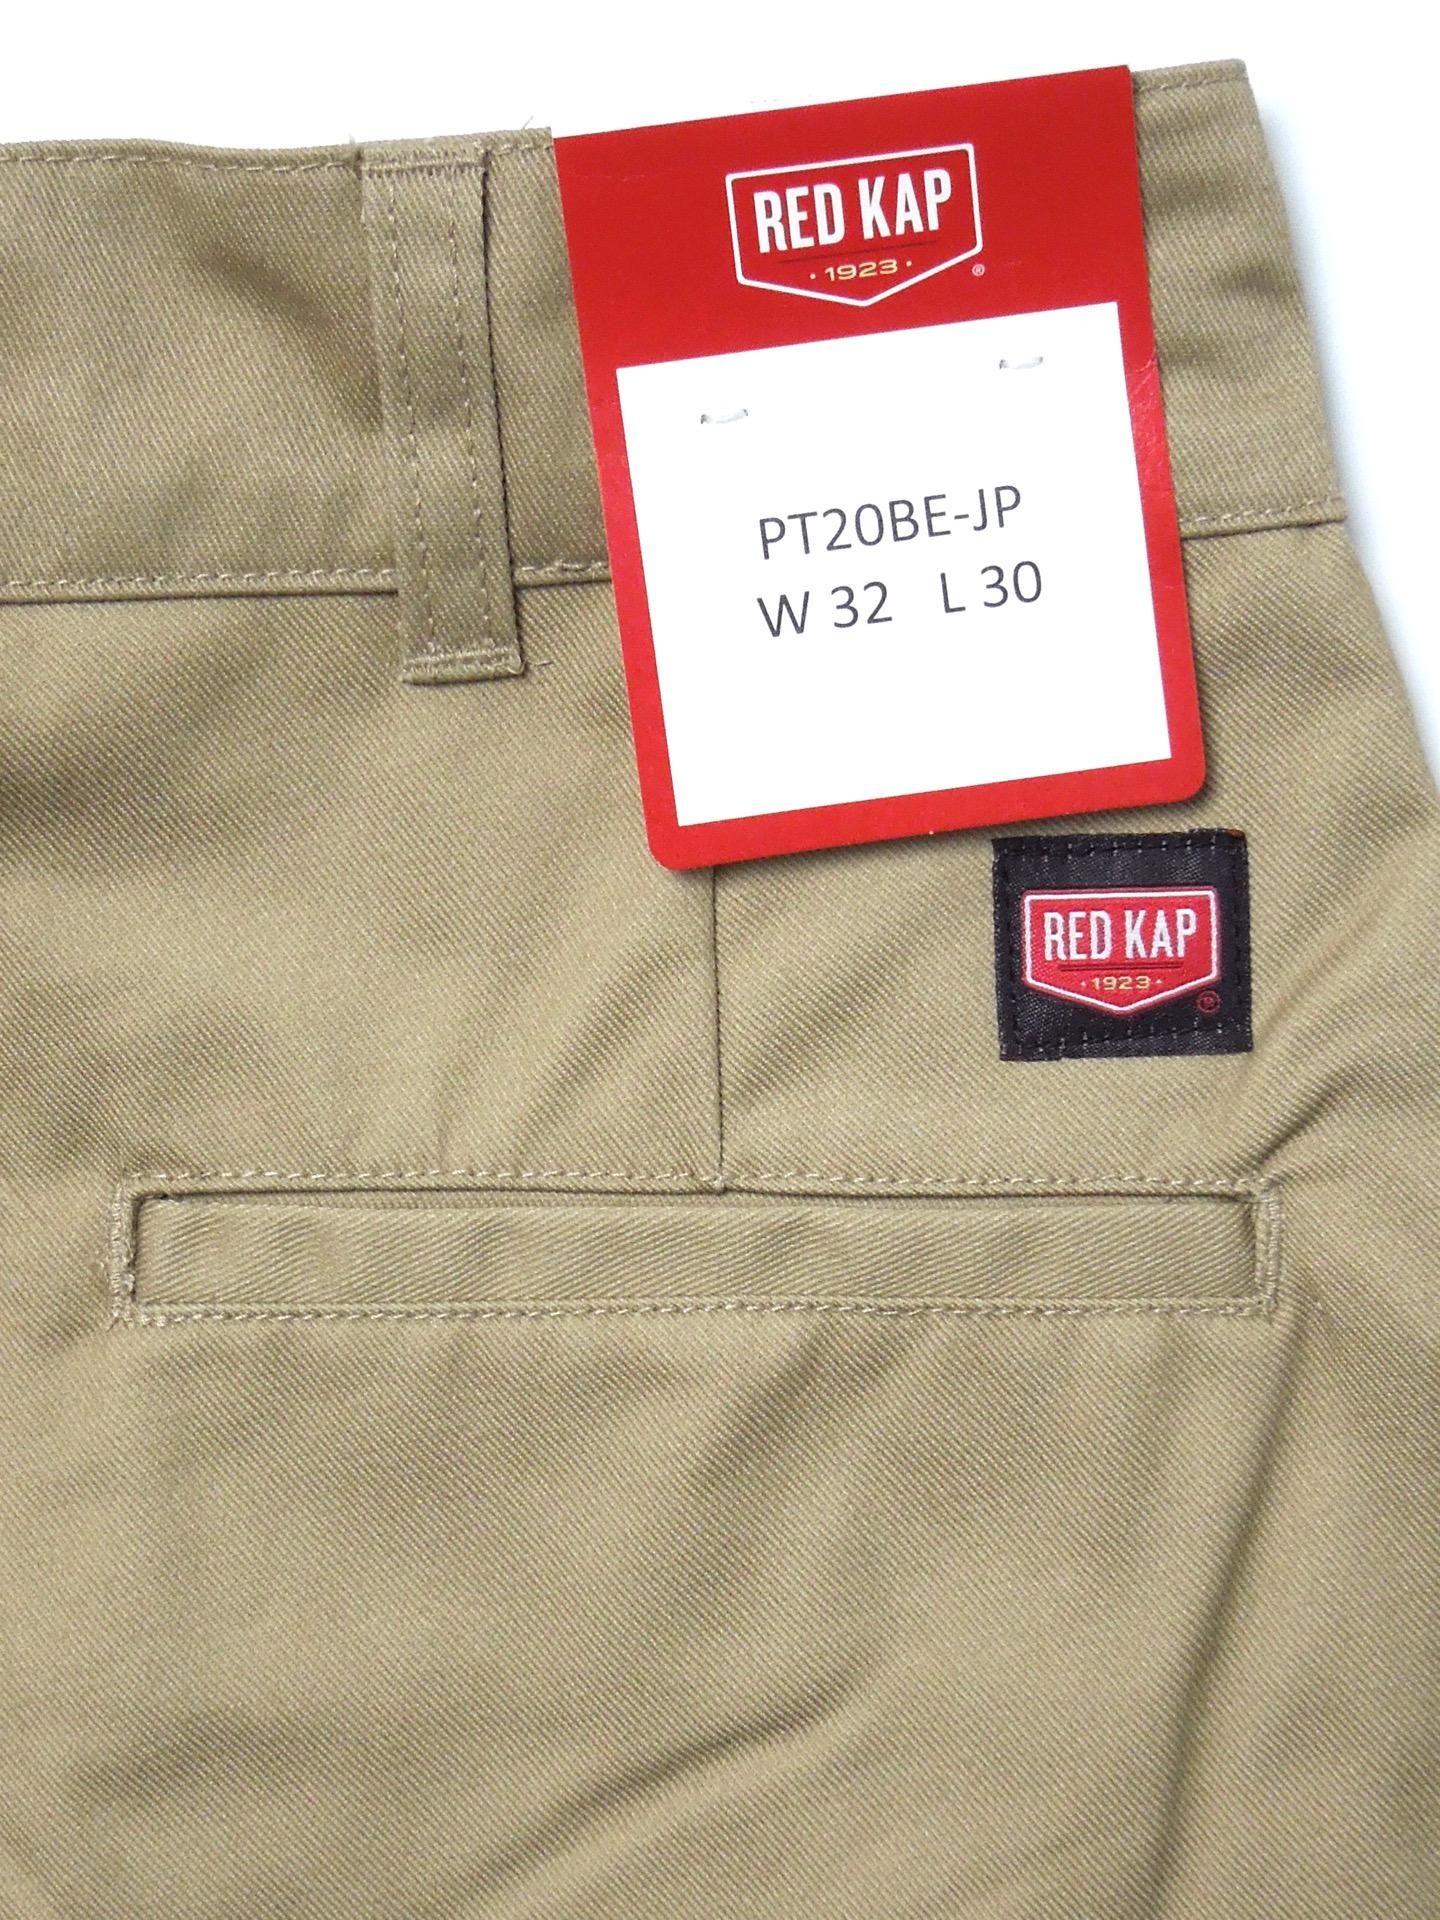 RED KAP
· 1923 ·
®
PT20BE-JP
W 32 L 30
RED KAP
· 1923 ·
®